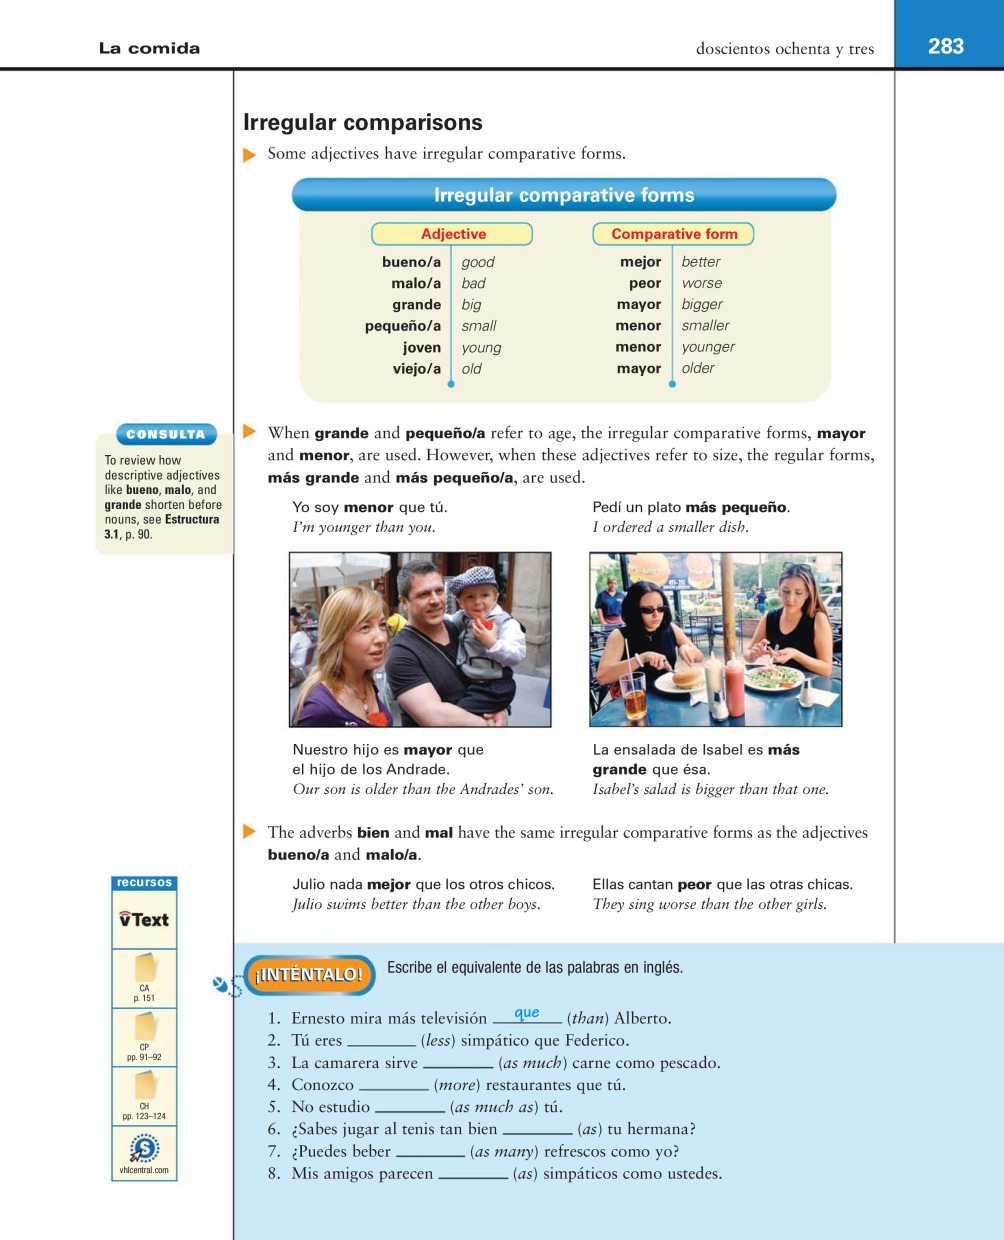 La comida
doscientos ochenta y tres
283
Irregular comparisons
Some adjectives have irregular comparative forms.
Irregular comparative forms
Adjective
Comparative form
bueno/a good mejor better
malo/a bad peor worse
grande big mayor bigger
pequeño/a small menor smaller
joven young menor younger
viejo/a old mayor older
CONSULTA
To review how
descriptive adjectives
like bueno, malo, and
grande shorten before
nouns, see Estructura
3.1, p. 90.
When grande and pequeño/a refer to age, the irregular comparative forms, mayor
and menor, are used. However, when these adjectives refer to size, the regular forms,
más grande and más pequeño/a, are used.
Yo soy menor que tú.
I'm younger than you.
Pedí un plato más pequeño.
I ordered a smaller dish.
Nuestro hijo es mayor que
el hijo de los Andrade.
Our son is older than the Andrades' son.
La ensalada de Isabel es más
grande que ésa.
Isabel's salad is bigger than that one.
The adverbs bien and mal have the same irregular comparative forms as the adjectives
bueno/a and malo/a.
Julio nada mejor que los otros chicos.
Julio swims better than the other boys.
Ellas cantan peor que las otras chicas.
They sing worse than the other girls.
recursos
vText
CA
p. 151
CP
pp. 91–92
CH
pp. 123–124
S
vhlcentral.com
¡INTÉNTALO!
Escribe el equivalente de las palabras en inglés.
1. Ernesto mira más televisión que (than) Alberto.
2. Tú eres ________ (less) simpático que Federico.
3. La camarera sirve ________ (as much) carne como pescado.
4. Conozco ________ (more) restaurantes que tú.
5. No estudio ________ (as much as) tú.
6. ¿Sabes jugar al tenis tan bien ________ (as) tu hermana?
7. ¿Puedes beber ________ (as many) refrescos como yo?
8. Mis amigos parecen ________ (as) simpáticos como ustedes.